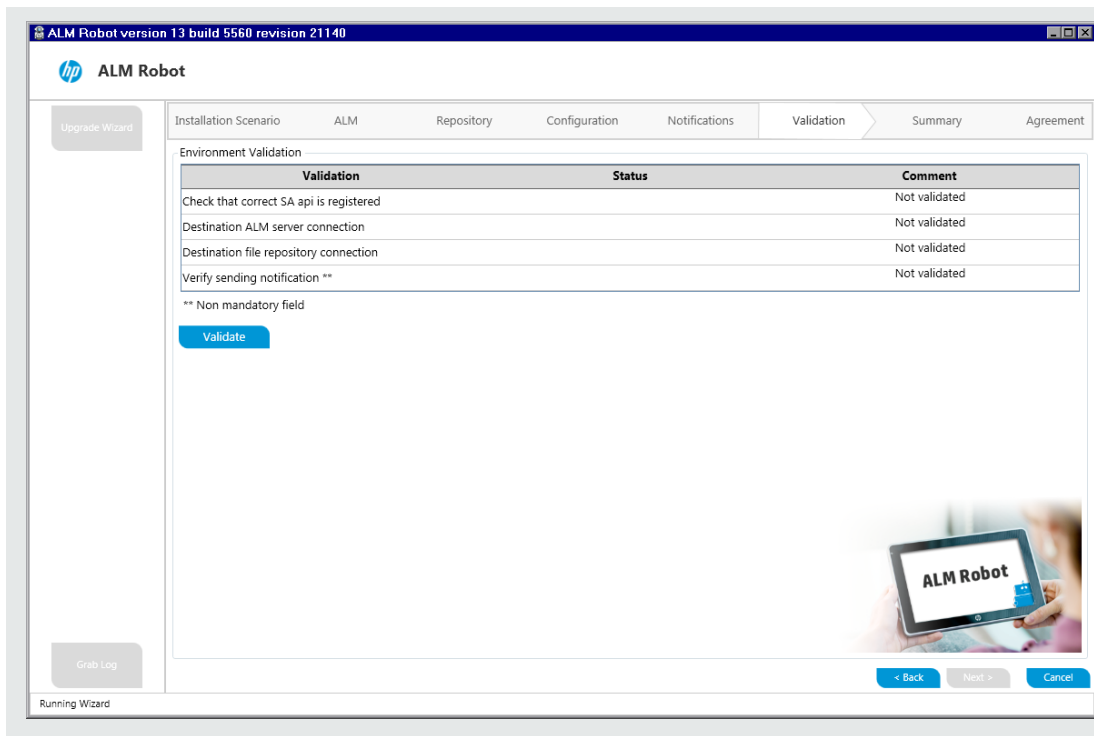 ALM Robot version 13 build 5560 revision 21140
hp ALM Robot
Upgrade Wizard
Installation Scenario ALM Repository Configuration Notifications Validation Summary Agreement
Environment Validation
Validation Status Comment
Check that correct SA api is registered Not validated
Destination ALM server connection Not validated
Destination file repository connection Not validated
Verify sending notification ** Not validated
** Non mandatory field
Validate
ALM Robot
Grab Log
< Back Next > Cancel
Running Wizard